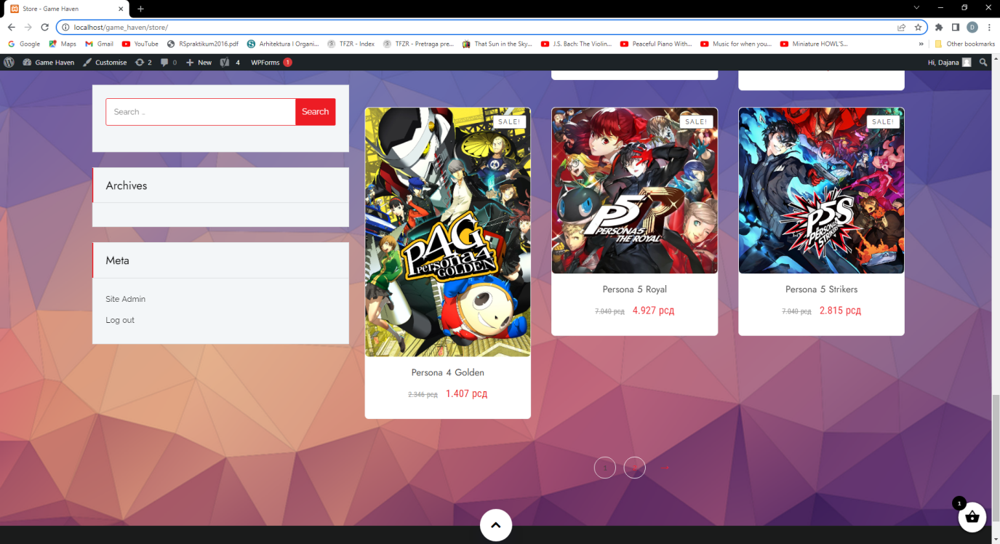 Store - Game Haven
localhost/game_haven/store/
Google Maps Gmail YouTube RSpraktikum2016.pdf Arhitektura I Organi... TFZR - Index TFZR - Pretraga pre... That Sun in the Sky... J.S. Bach: The Violin... Peaceful Piano With... Music for when you... Miniature HOWL'S... Other bookmarks
Game Haven Customise 2 0 New 4 WPForms 1 Hi, Dajana
Search …
Search
Archives
Meta
Site Admin
Log out
SALE!
P4G
Persona 4
GOLDEN
Persona 4 Golden
2.346 рсд 1.407 рсд
SALE!
P5R
PERSONA5
THE ROYAL
Persona 5 Royal
7.040 рсд 4.927 рсд
SALE!
P5S
PERSONA5
STRIKERS
Persona 5 Strikers
7.040 рсд 2.815 рсд
1
1
D